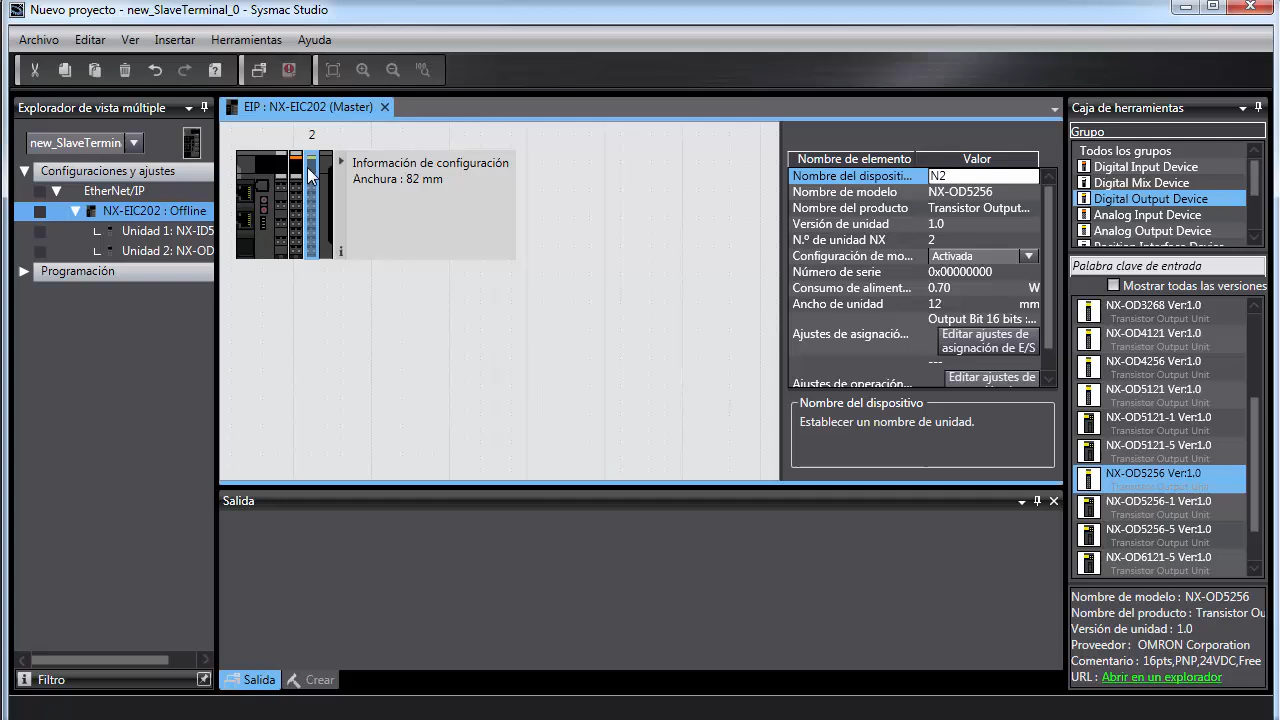 Nuevo proyecto - new_SlaveTerminal_0 - Sysmac Studio
Archivo Editar Ver Insertar Herramientas Ayuda
Explorador de vista múltiple
new_SlaveTermin
Configuraciones y ajustes
EtherNet/IP
NX-EIC202 : Offline
Unidad 1: NX-ID5
Unidad 2: NX-OD
Programación
Filtro
EIP : NX-EIC202 (Master)
2
Información de configuración
Anchura : 82 mm
Nombre de elemento Valor
Nombre del dispositi... N2
Nombre de modelo NX-OD5256
Nombre del producto Transistor Output...
Versión de unidad 1.0
N.º de unidad NX 2
Configuración de mo... Activada
Número de serie 0x00000000
Consumo de aliment... 0.70 W
Ancho de unidad 12 mm
Output Bit 16 bits :...
Ajustes de asignació... Editar ajustes de
asignación de E/S
---
Ajustes de operación... Editar ajustes de
Nombre del dispositivo
Establecer un nombre de unidad.
Salida
Salida Crear
Caja de herramientas
Grupo
Todos los grupos
Digital Input Device
Digital Mix Device
Digital Output Device
Analog Input Device
Analog Output Device
Position Interface Device
Palabra clave de entrada
Mostrar todas las versiones
NX-OD3268 Ver:1.0
Transistor Output Unit
NX-OD4121 Ver:1.0
Transistor Output Unit
NX-OD4256 Ver:1.0
Transistor Output Unit
NX-OD5121 Ver:1.0
Transistor Output Unit
NX-OD5121-1 Ver:1.0
Transistor Output Unit
NX-OD5121-5 Ver:1.0
Transistor Output Unit
NX-OD5256 Ver:1.0
Transistor Output Unit
NX-OD5256-1 Ver:1.0
Transistor Output Unit
NX-OD5256-5 Ver:1.0
Transistor Output Unit
NX-OD6121-5 Ver:1.0
Transistor Output Unit
Nombre de modelo : NX-OD5256
Nombre del producto : Transistor Ou
Versión de unidad : 1.0
Proveedor : OMRON Corporation
Comentario : 16pts,PNP,24VDC,Free
URL : Abrir en un explorador